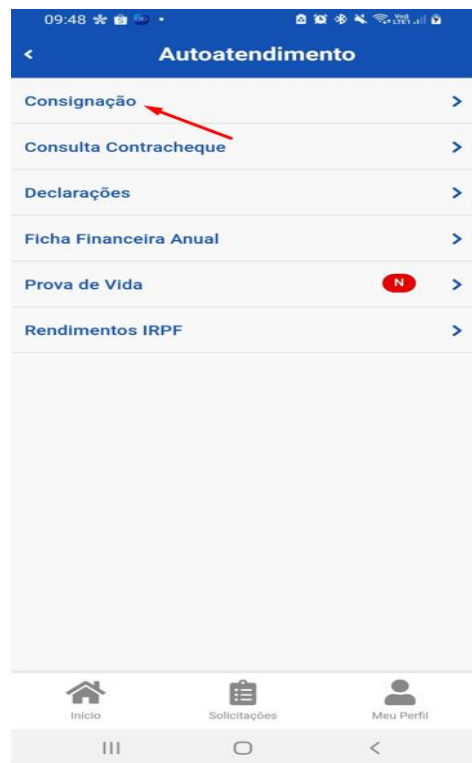 09:48
Autoatendimento
Consignação
Consulta Contracheque
Declarações
Ficha Financeira Anual
Prova de Vida N
Rendimentos IRPF
Início Solicitações Meu Perfil